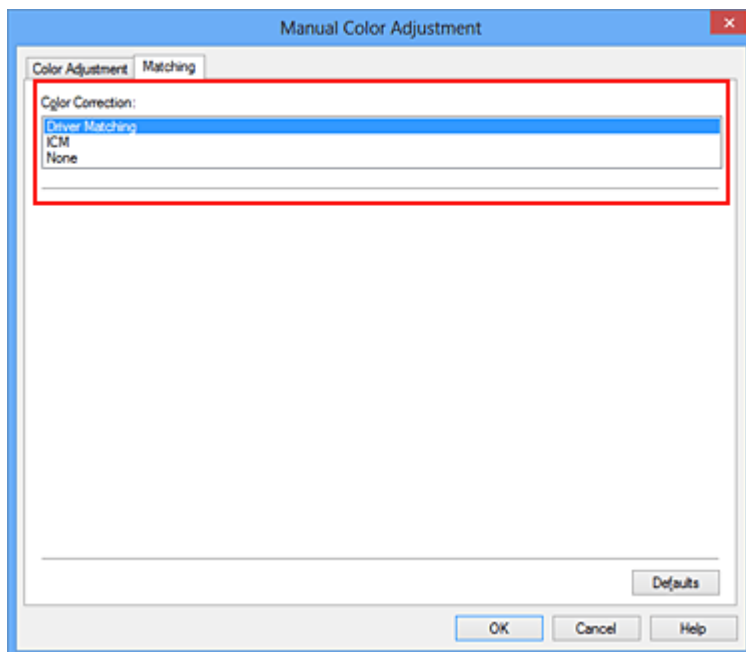 Manual Color Adjustment
Color Adjustment Matching
Color Correction:
Driver Matching
ICM
None
Defaults
OK Cancel Help